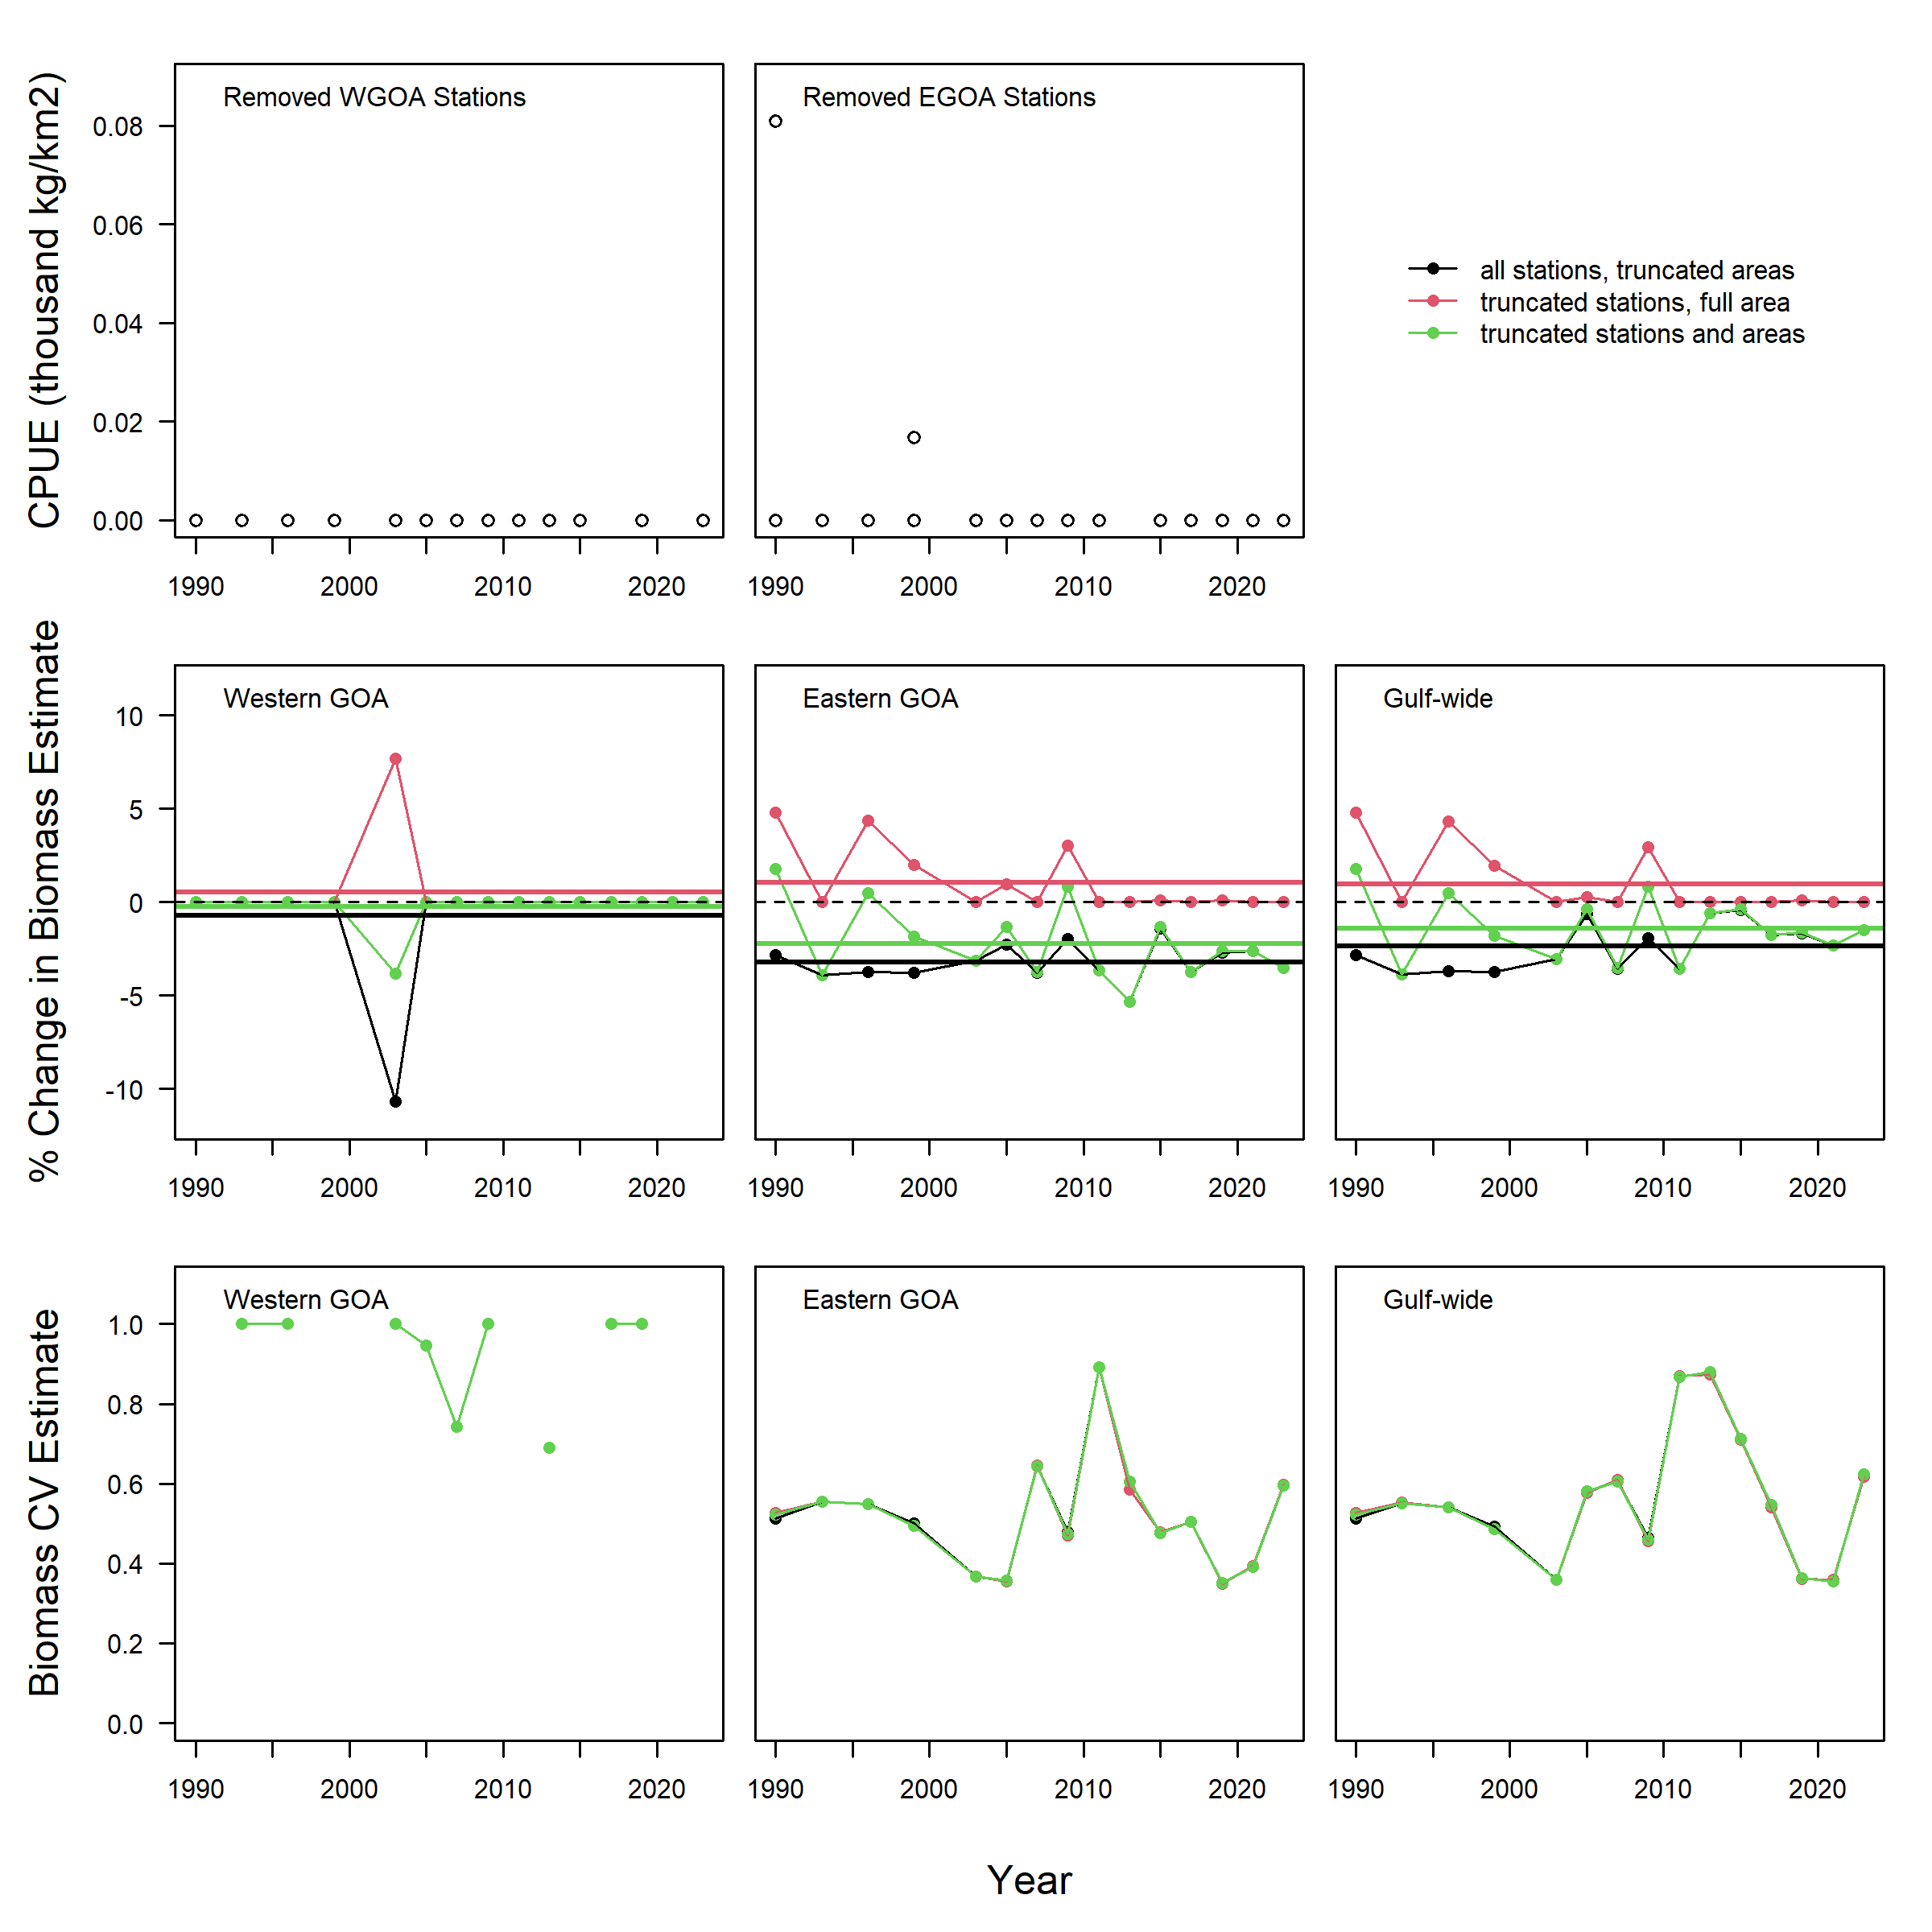 CPUE (thousand kg/km2)
Removed WGOA Stations
Removed EGOA Stations
0.08
0.06
0.04
0.02
0.00
1990 2000 2010 2020
1990 2000 2010 2020
all stations, truncated areas
truncated stations, full area
truncated stations and areas
% Change in Biomass Estimate
Western GOA
Eastern GOA
Gulf-wide
10
5
0
-5
-10
1990 2000 2010 2020
1990 2000 2010 2020
1990 2000 2010 2020
Biomass CV Estimate
Western GOA
Eastern GOA
Gulf-wide
1.0
0.8
0.6
0.4
0.2
0.0
1990 2000 2010 2020
1990 2000 2010 2020
1990 2000 2010 2020
Year